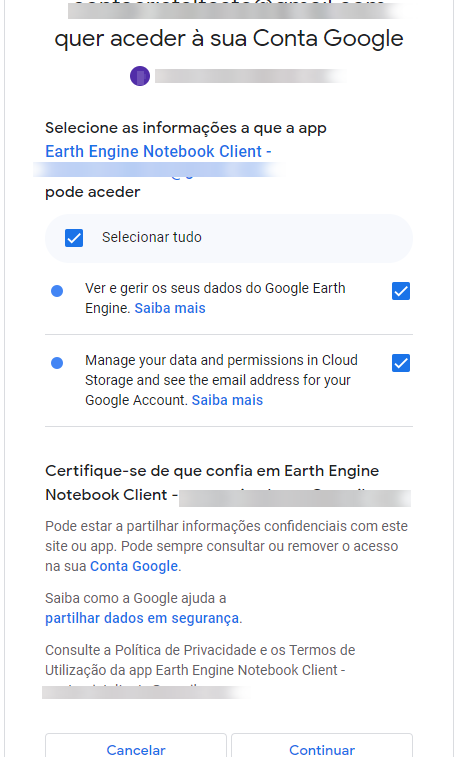 quer aceder à sua Conta Google
Selecione as informações a que a app
Earth Engine Notebook Client -
pode aceder
Selecionar tudo
Ver e gerir os seus dados do Google Earth
Engine. Saiba mais
Manage your data and permissions in Cloud
Storage and see the email address for your
Google Account. Saiba mais
Certifique-se de que confia em Earth Engine
Notebook Client -
Pode estar a partilhar informações confidenciais com este
site ou app. Pode sempre consultar ou remover o acesso
na sua Conta Google.
Saiba como a Google ajuda a
partilhar dados em segurança.
Consulte a Política de Privacidade e os Termos de
Utilização da app Earth Engine Notebook Client -
Cancelar
Continuar